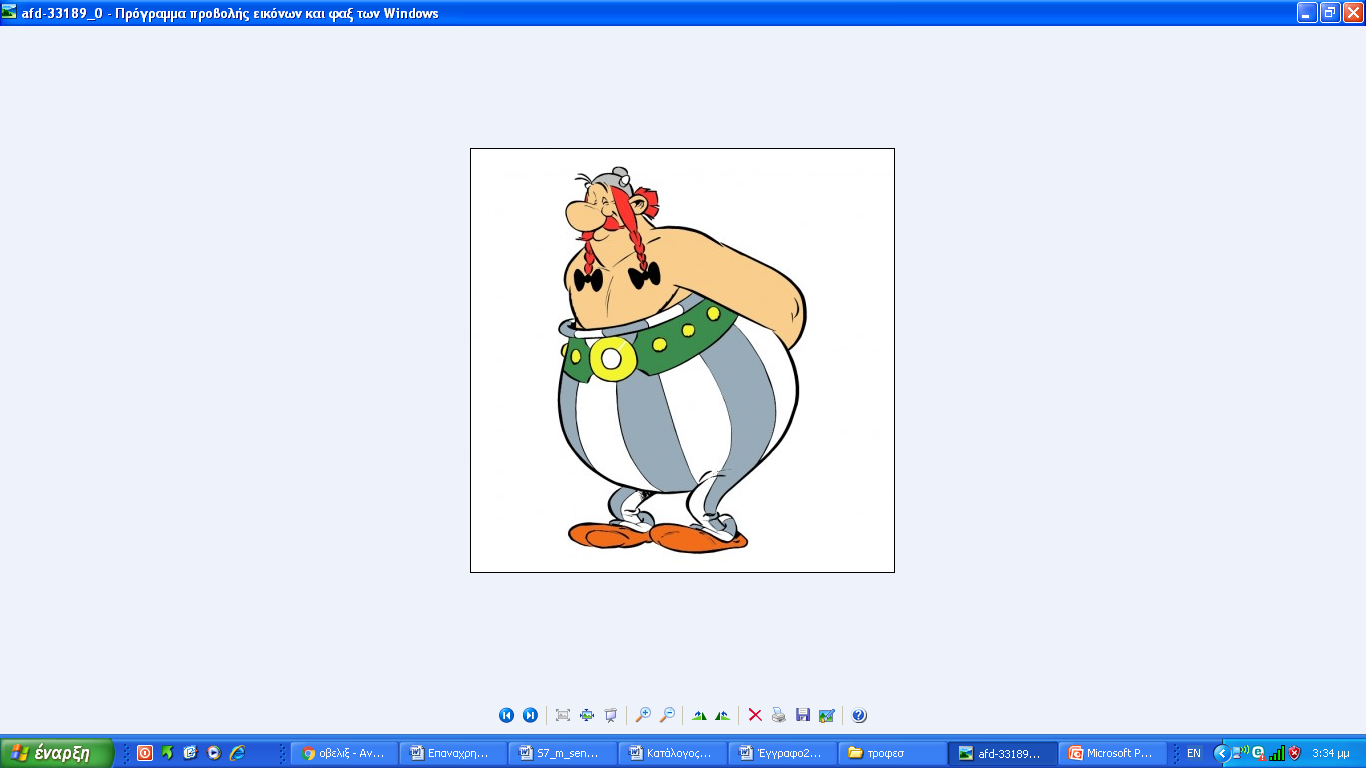 afd-33189_0 - Πρόγραμμα προβολής εικόνων και φαξ των Windows
έναρξη
οβελιξ - Αν...
Επαναχρη...
57_m_sen...
Κατάλογος...
Έγγραφο2...
τροφεσ
afd-33189...
Microsoft P...
EN
3:34 μμ